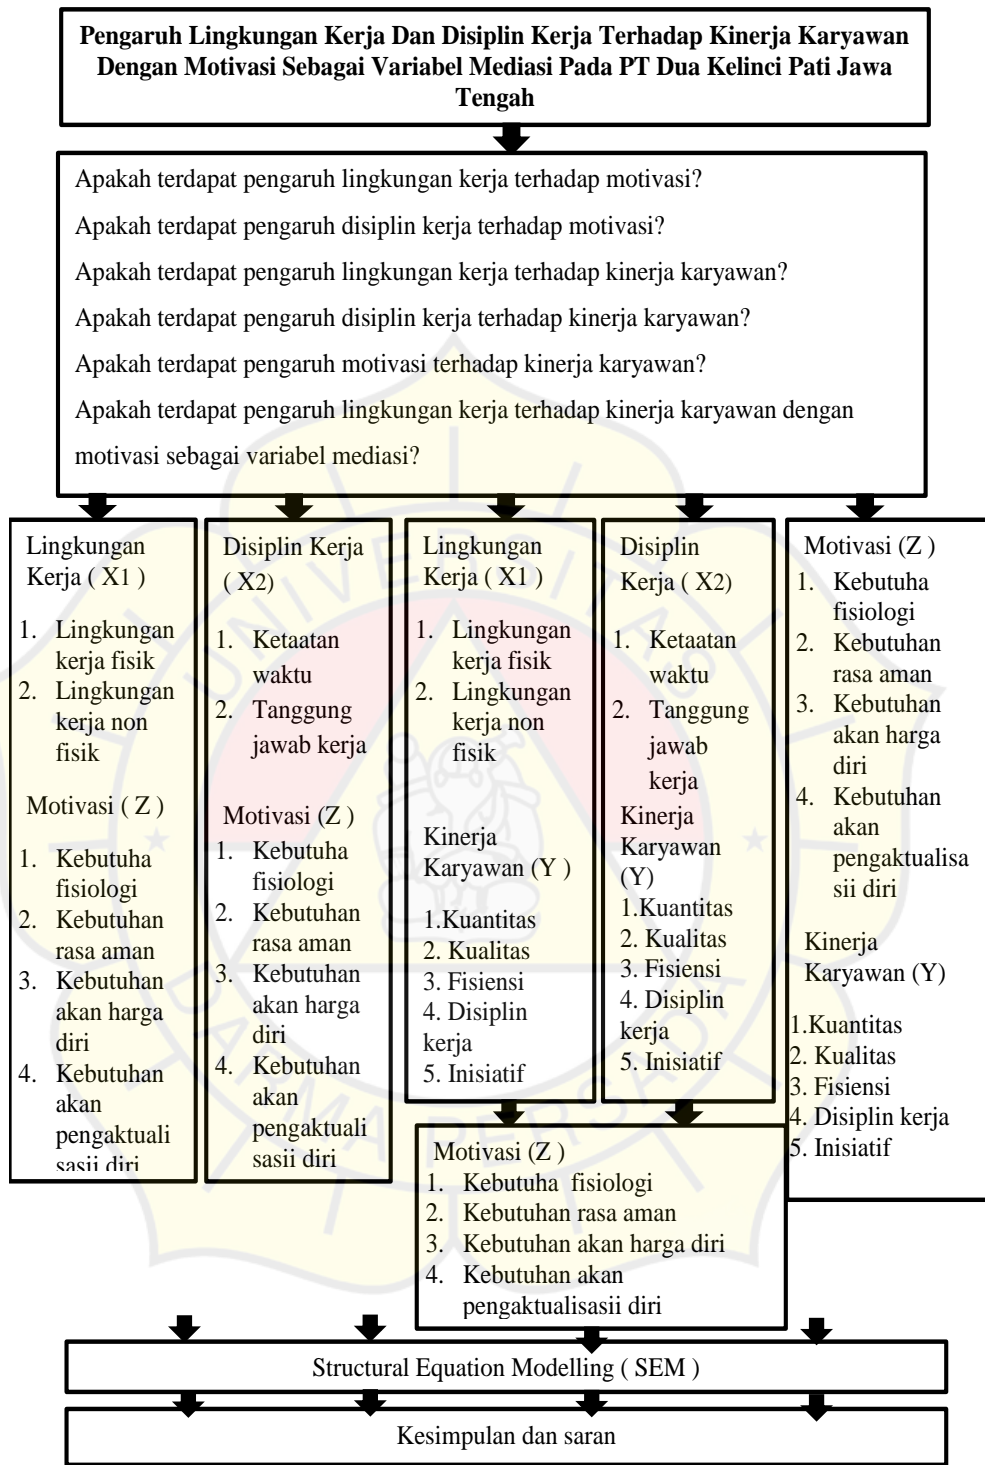 Pengaruh Lingkungan Kerja Dan Disiplin Kerja Terhadap Kinerja Karyawan
Dengan Motivasi Sebagai Variabel Mediasi Pada PT Dua Kelinci Pati Jawa
Tengah
Apakah terdapat pengaruh lingkungan kerja terhadap motivasi?
Apakah terdapat pengaruh disiplin kerja terhadap motivasi?
Apakah terdapat pengaruh lingkungan kerja terhadap kinerja karyawan?
Apakah terdapat pengaruh disiplin kerja terhadap kinerja karyawan?
Apakah terdapat pengaruh motivasi terhadap kinerja karyawan?
Apakah terdapat pengaruh lingkungan kerja terhadap kinerja karyawan dengan
motivasi sebagai variabel mediasi?
Lingkungan
Kerja ( X1 )
1. Lingkungan
kerja fisik
2. Lingkungan
kerja non
fisik
Motivasi ( Z )
1. Kebutuha
fisiologi
2. Kebutuhan
rasa aman
3. Kebutuhan
akan harga
diri
4. Kebutuhan
akan
pengaktuali
sasii diri
Disiplin Kerja
( X2)
1. Ketaatan
waktu
2. Tanggung
jawab kerja
Motivasi (Z )
1. Kebutuha
fisiologi
2. Kebutuhan
rasa aman
3. Kebutuhan
akan harga
diri
4. Kebutuhan
akan
pengaktuali
sasii diri
Lingkungan
Kerja ( X1 )
1. Lingkungan
kerja fisik
2. Lingkungan
kerja non
fisik
Kinerja
Karyawan (Y )
1.Kuantitas
2. Kualitas
3. Fisiensi
4. Disiplin
kerja
5. Inisiatif
Disiplin
Kerja ( X2)
1. Ketaatan
waktu
2. Tanggung
jawab
kerja
Kinerja
Karyawan
(Y)
1.Kuantitas
2. Kualitas
3. Fisiensi
4. Disiplin
kerja
5. Inisiatif
Motivasi (Z )
1. Kebutuha
fisiologi
2. Kebutuhan
rasa aman
3. Kebutuhan
akan harga
diri
4. Kebutuhan
akan
pengaktualisa
sii diri
Kinerja
Karyawan (Y)
1.Kuantitas
2. Kualitas
3. Fisiensi
4. Disiplin kerja
5. Inisiatif
Motivasi (Z )
1. Kebutuha fisiologi
2. Kebutuhan rasa aman
3. Kebutuhan akan harga diri
4. Kebutuhan akan
pengaktualisasii diri
Structural Equation Modelling ( SEM )
Kesimpulan dan saran
UNIVERSITAS
DARMA PERSADA